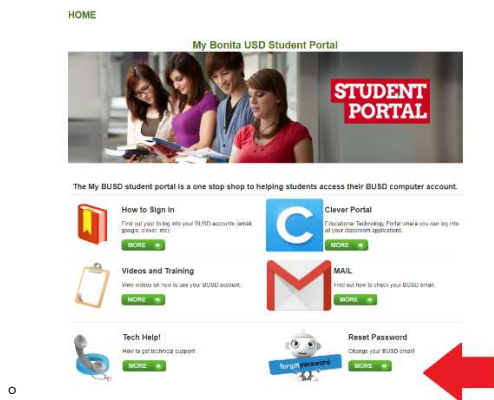 HOME
My Bonita USD Student Portal
STUDENT
PORTAL
The My BUSD student portal is a one stop shop to helping students access their BUSD computer account.
How to Sign in
Find out your to log into your BUSD accounts (email,
google, clever, etc).
MORE
Clever Portal
Educational Technology Portal where you can log into
all your classroom applications.
MORE
Videos and Training
View videos on how to use your BUSD account.
MORE
MAIL
Find out how to check your BUSD email.
MORE
Tech Help!
How to get technical support!
MORE
Reset Password
Change your BUSD email!
MORE
forgot password
o